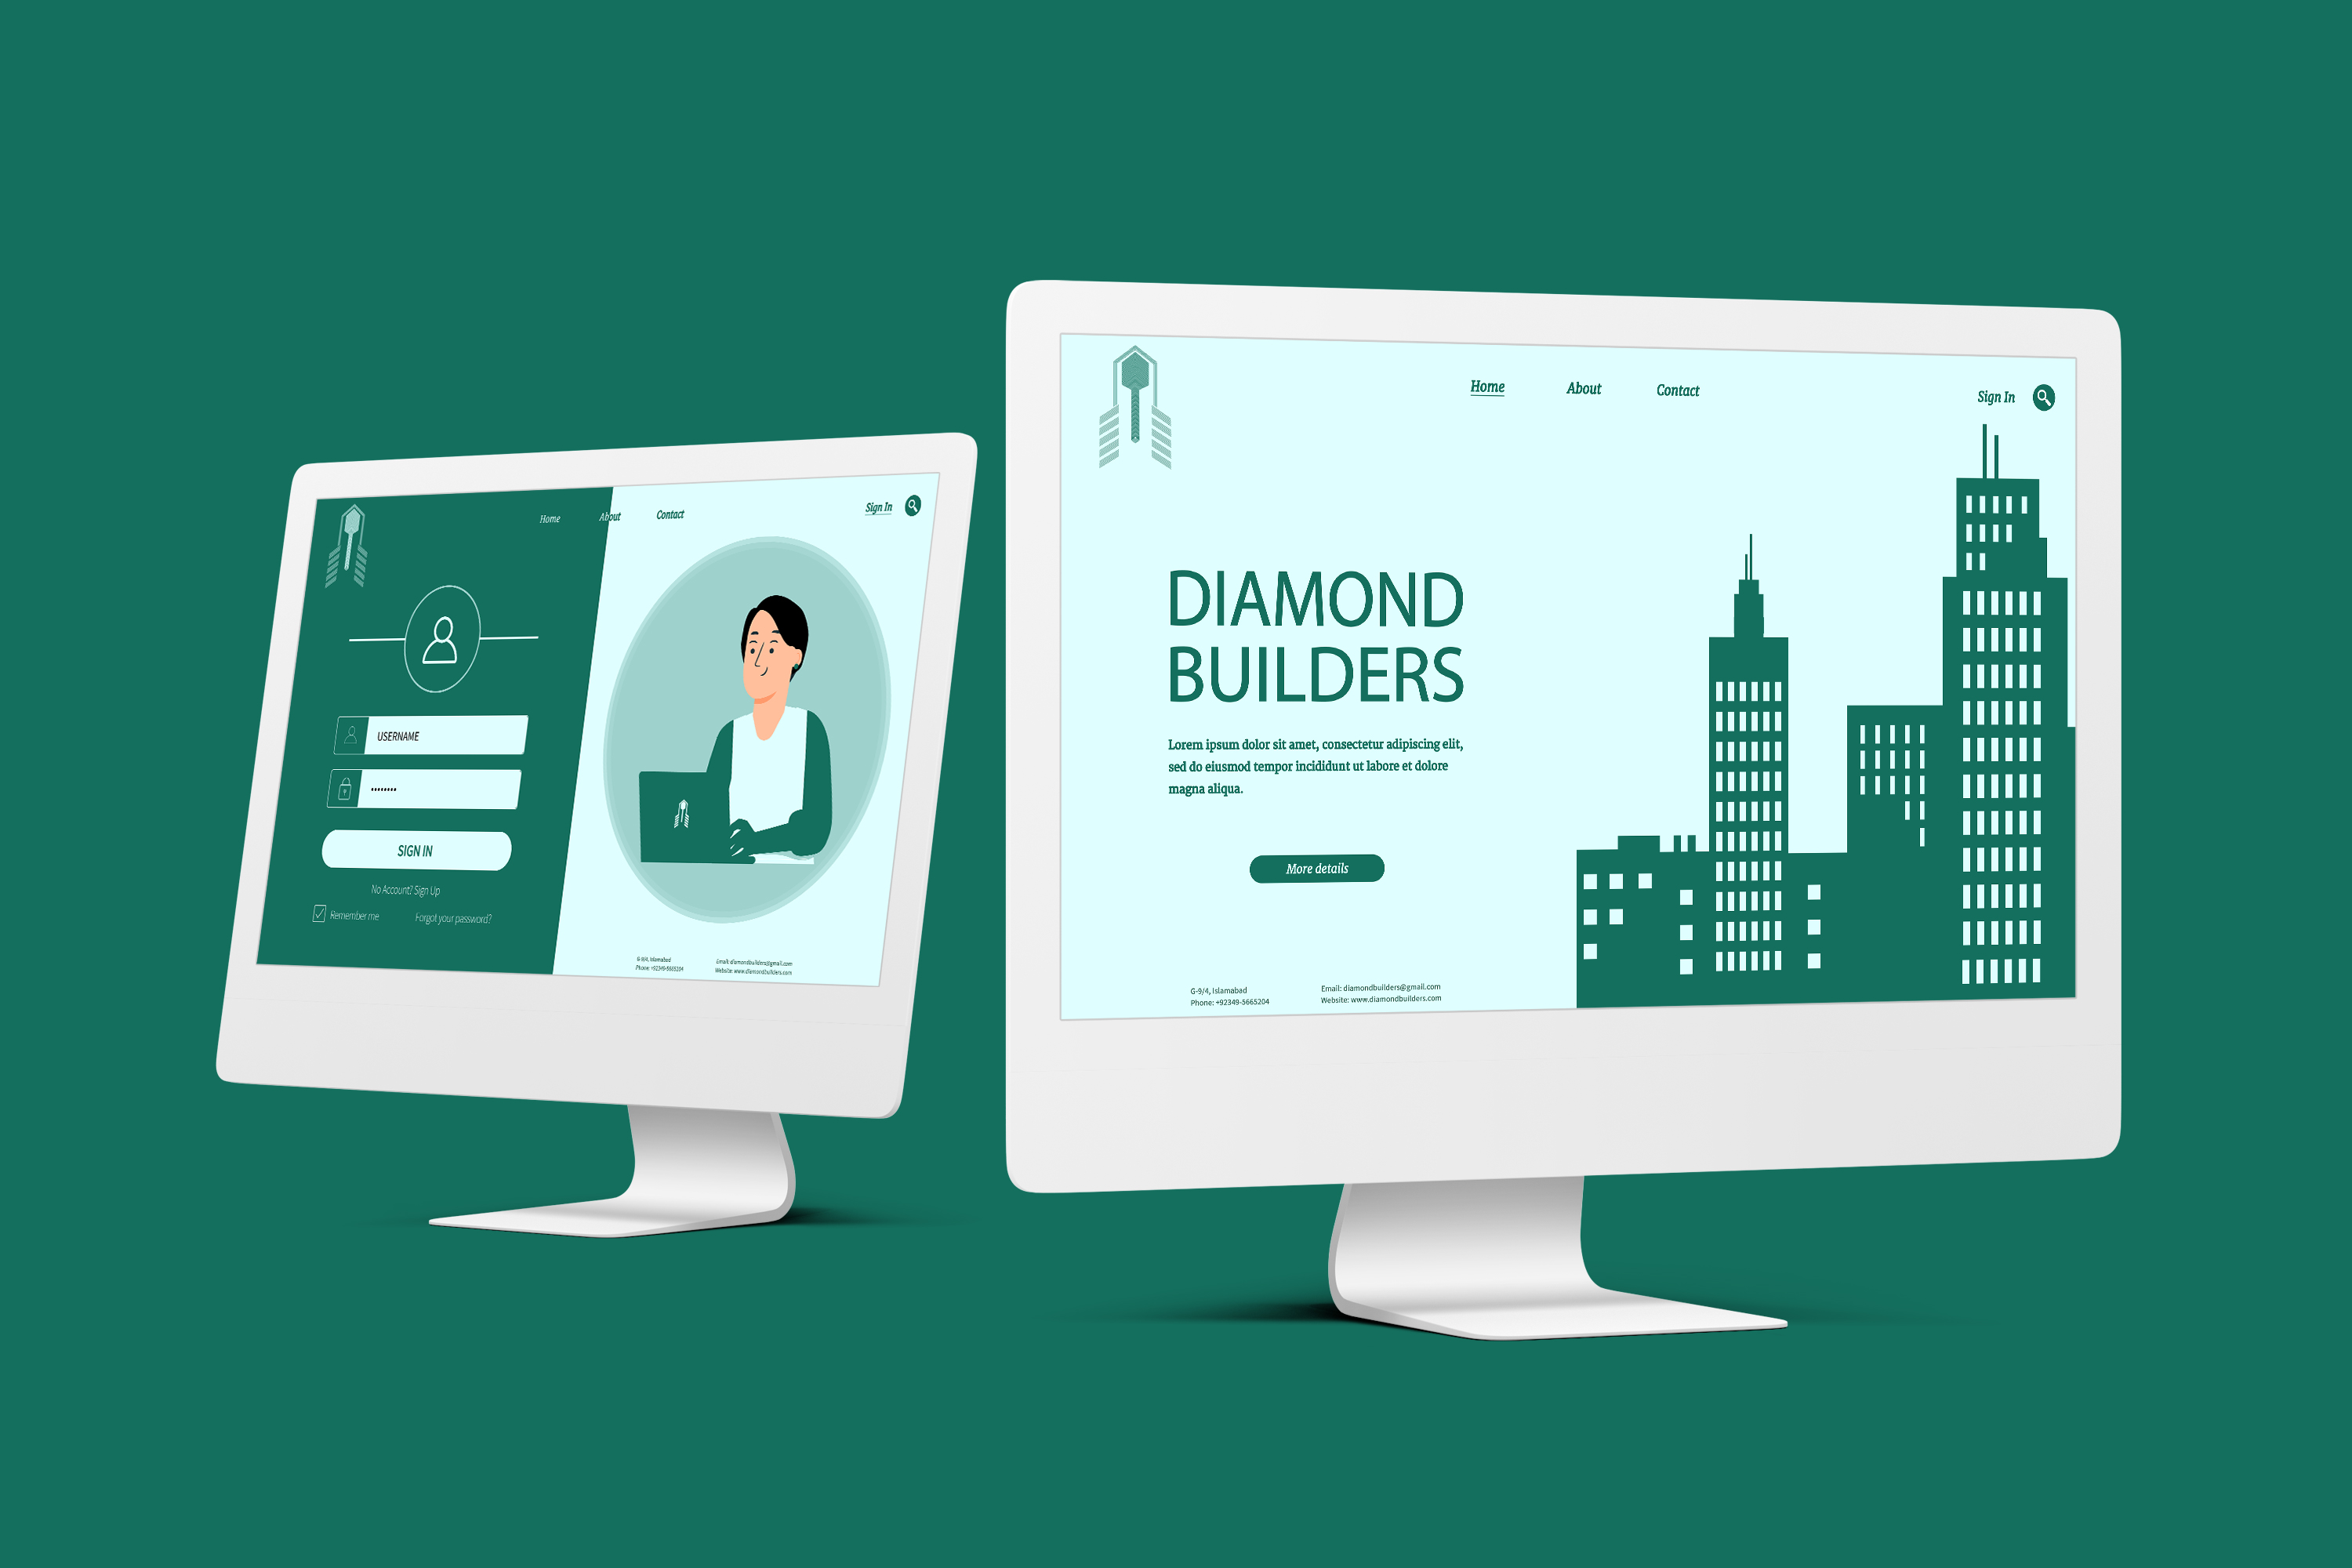 Home
About
Contact
Sign In
USERNAME
••••••••
SIGN IN
No Account? Sign Up
Remember me
Forgot your password?
G-9/4, Islamabad
Phone: +92349-5665204
Email: diamondbuilders@gmail.com
Website: www.diamondbuilders.com
Home
About
Contact
Sign In
DIAMOND
BUILDERS
Lorem ipsum dolor sit amet, consectetur adipiscing elit,
sed do eiusmod tempor incididunt ut labore et dolore
magna aliqua.
More details
G-9/4, Islamabad
Phone: +92349-5665204
Email: diamondbuilders@gmail.com
Website: www.diamondbuilders.com